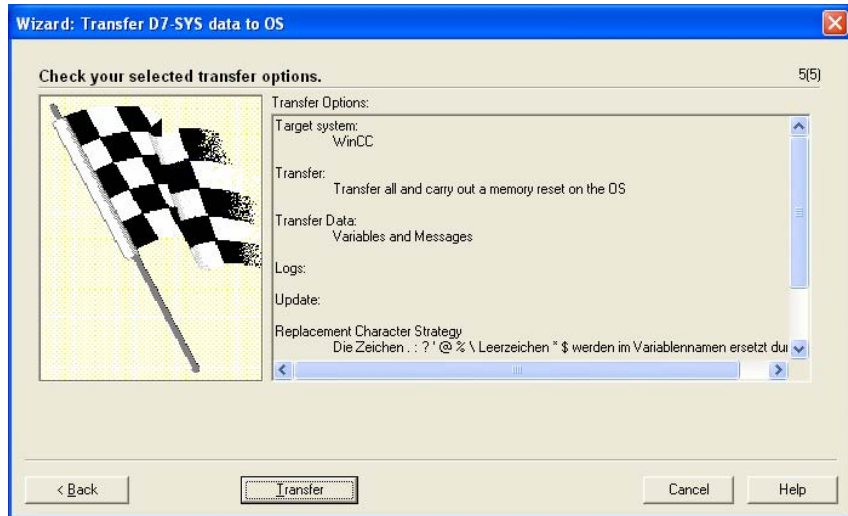 Wizard: Transfer D7-SYS data to OS
Check your selected transfer options.
5(5)
Transfer Options:
Target system:
WinCC
Transfer:
Transfer all and carry out a memory reset on the OS
Transfer Data:
Variables and Messages
Logs:
Update:
Replacement Character Strategy
Die Zeichen . : ? ' @ % \ Leerzeichen * $ werden im Variablennamen ersetzt
< Back
Transfer
Cancel
Help